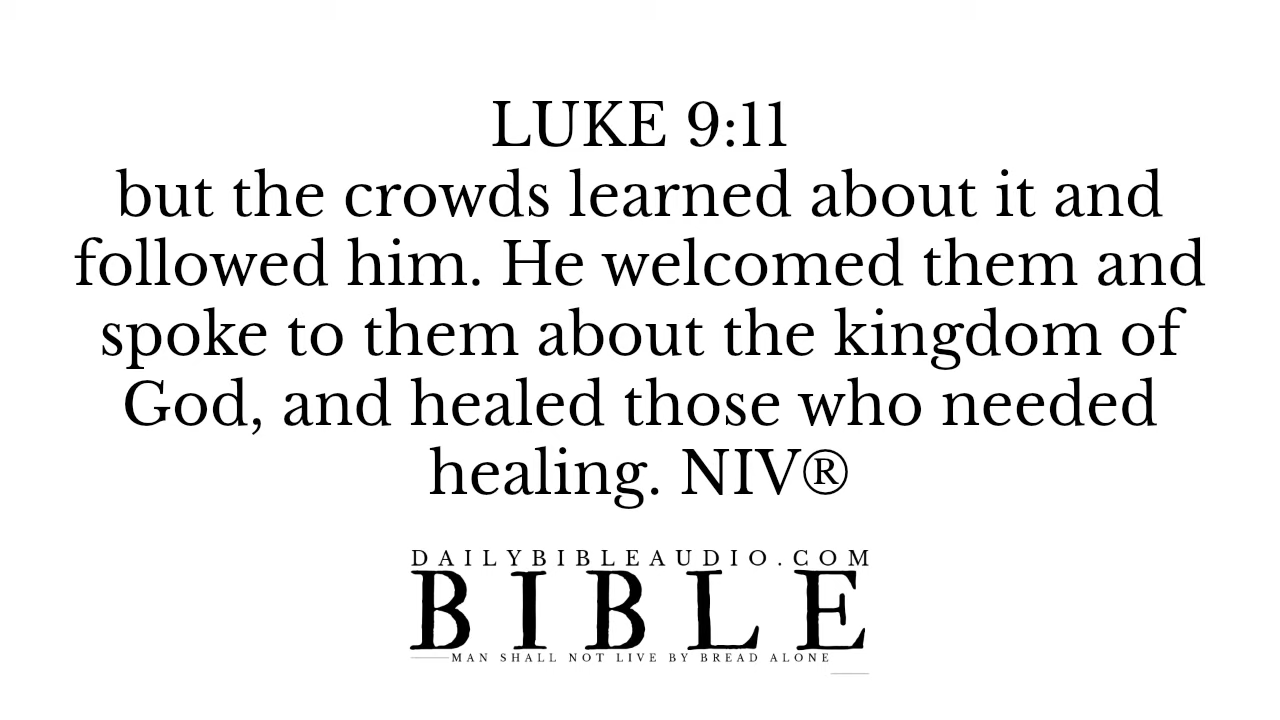 LUKE 9:11
but the crowds learned about it and
followed him. He welcomed them and
spoke to them about the kingdom of
God, and healed those who needed
healing. NIV®
DAILYBIBLEAUDIO.COM
BIBLE
MAN SHALL NOT LIVE BY BREAD ALONE